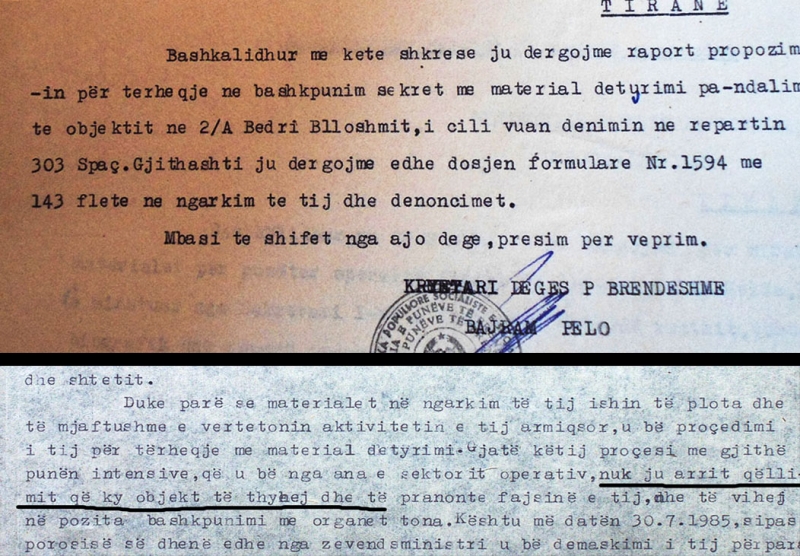 TIRANE
Bashkalidhur me kete shkrese ju dergojme raport propozim
-in për terheqje ne bashkpunim sekret me material detyrimi pa-ndalim
te objektit ne 2/A Bedri Blloshmit,i cili vuan denimin ne repartin
303 Spaç.Gjithashti ju dergojme edhe dosjen formulare Nr.1594 me
143 flete ne ngarkim te tij dhe denoncimet.
Mbasi te shifet nga ajo dege,presim per veprim.
KRYETARI DEGES P BRENDESHME
POPULLORE SOCIALISTE
E PUNËVE TË
PUNËVE TË
BAJRAM PELO
dhe shtetit.
Duke parë se materialet në ngarkim të tij ishin të plota dhe
të mjaftushme e vertetonin aktivitetin e tij armiqsor,u bë proçedimi
i tij për tërheqje me material detyrimi.Gjatë këtij proçesi me gjithë
punën intensive,që u bë nga ana e sektorit operativ,nuk ju arrit qëlli-
mit që ky objekt të thyhej dhe të pranonte fajsinë e tij,dhe të vihej
në pozita bashkpunimi me organet tona.Kështu më datën 30.7.1985,sipas
porosisë së dhenë edhe nga zevendsministri u bë demaskimi i tij përpar